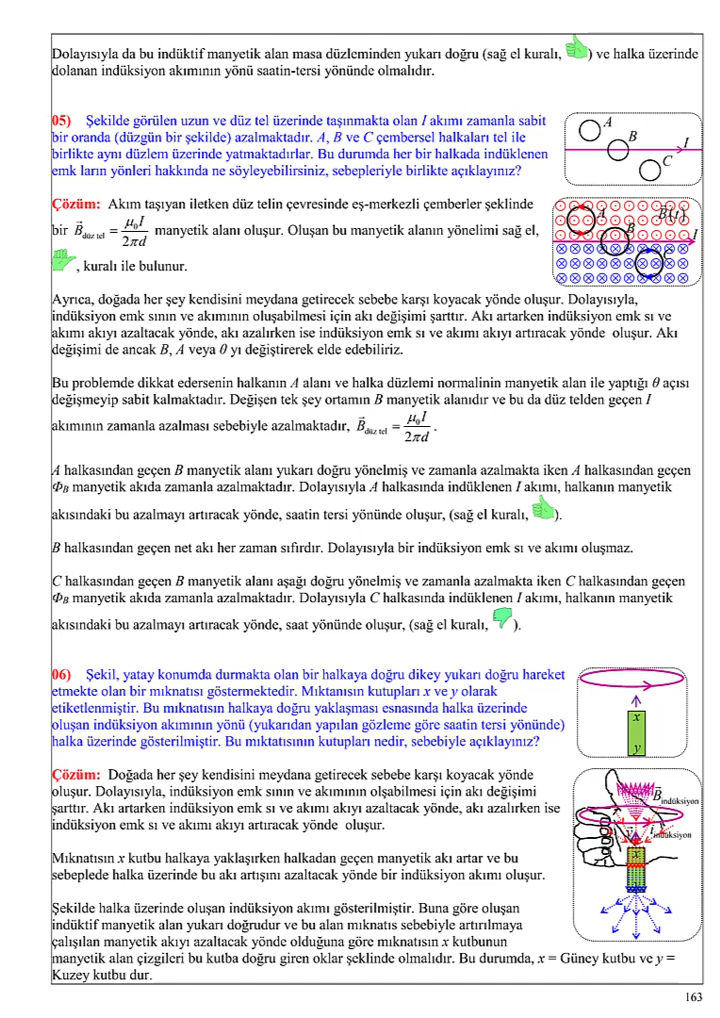 Dolayısıyla da bu indüktif manyetik alan masa düzleminden yukarı doğru (sağ el kuralı, ) ve halka üzerinde
dolanan indüksiyon akımının yönü saatin-tersi yönünde olmalıdır.
05) Şekilde görülen uzun ve düz tel üzerinde taşınmakta olan I akımı zamanla sabit
bir oranda (düzgün bir şekilde) azalmaktadır. A, B ve C çembersel halkaları tel ile
birlikte aynı düzlem üzerinde yatmaktadırlar. Bu durumda her bir halkada indüklenen
emk ların yönleri hakkında ne söyleyebilirsiniz, sebepleriyle birlikte açıklayınız?
A
B
I
C
Çözüm: Akım taşıyan iletken düz telin çevresinde eş-merkezli çemberler şeklinde
bir B⃗düz tel = μ0I / 2πd manyetik alanı oluşur. Oluşan bu manyetik alanın yönelimi sağ el,
, kuralı ile bulunur.
A
B⃗(t)
B
I
C
Ayrıca, doğada her şey kendisini meydana getirecek sebebe karşı koyacak yönde oluşur. Dolayısıyla,
indüksiyon emk sının ve akımının oluşabilmesi için akı değişimi şarttır. Akı artarken indüksiyon emk sı ve
akımı akıyı azaltacak yönde, akı azalırken ise indüksiyon emk sı ve akımı akıyı artıracak yönde oluşur. Akı
değişimi de ancak B, A veya θ yı değiştirerek elde edebiliriz.
Bu problemde dikkat edersenin halkanın A alanı ve halka düzlemi normalinin manyetik alan ile yaptığı θ açısı
değişmeyip sabit kalmaktadır. Değişen tek şey ortamın B manyetik alanıdır ve bu da düz telden geçen I
akımının zamanla azalması sebebiyle azalmaktadır, B⃗düz tel = μ0I / 2πd .
A halkasından geçen B manyetik alanı yukarı doğru yönelmiş ve zamanla azalmakta iken A halkasından geçen
ΦB manyetik akıda zamanla azalmaktadır. Dolayısıyla A halkasında indüklenen I akımı, halkanın manyetik
akısındaki bu azalmayı artıracak yönde, saatin tersi yönünde oluşur, (sağ el kuralı, ).
B halkasından geçen net akı her zaman sıfırdır. Dolayısıyla bir indüksiyon emk sı ve akımı oluşmaz.
C halkasından geçen B manyetik alanı aşağı doğru yönelmiş ve zamanla azalmakta iken C halkasından geçen
ΦB manyetik akıda zamanla azalmaktadır. Dolayısıyla C halkasında indüklenen I akımı, halkanın manyetik
akısındaki bu azalmayı artıracak yönde, saat yönünde oluşur, (sağ el kuralı, ).
06) Şekil, yatay konumda durmakta olan bir halkaya doğru dikey yukarı doğru hareket
etmekte olan bir mıknatısı göstermektedir. Mıktanısın kutupları x ve y olarak
etiketlenmiştir. Bu mıknatısın halkaya doğru yaklaşması esnasında halka üzerinde
oluşan indüksiyon akımının yönü (yukarıdan yapılan gözleme göre saatin tersi yönünde)
halka üzerinde gösterilmiştir. Bu mıktatısının kutupları nedir, sebebiyle açıklayınız?
x
y
Çözüm: Doğada her şey kendisini meydana getirecek sebebe karşı koyacak yönde
oluşur. Dolayısıyla, indüksiyon emk sının ve akımının olşabilmesi için akı değişimi
şarttır. Akı artarken indüksiyon emk sı ve akımı akıyı azaltacak yönde, akı azalırken ise
indüksiyon emk sı ve akımı akıyı artıracak yönde oluşur.
Mıknatısın x kutbu halkaya yaklaşırken halkadan geçen manyetik akı artar ve bu
sebeplede halka üzerinde bu akı artışını azaltacak yönde bir indüksiyon akımı oluşur.
Şekilde halka üzerinde oluşan indüksiyon akımı gösterilmiştir. Buna göre oluşan
indüktif manyetik alan yukarı doğrudur ve bu alan mıknatıs sebebiyle artırılmaya
çalışılan manyetik akıyı azaltacak yönde olduğuna göre mıknatısın x kutbunun
manyetik alan çizgileri bu kutba doğru giren oklar şeklinde olmalıdır. Bu durumda, x = Güney kutbu ve y =
Kuzey kutbu dur.
B⃗indüksiyon
Iindüksiyon
x
y
163